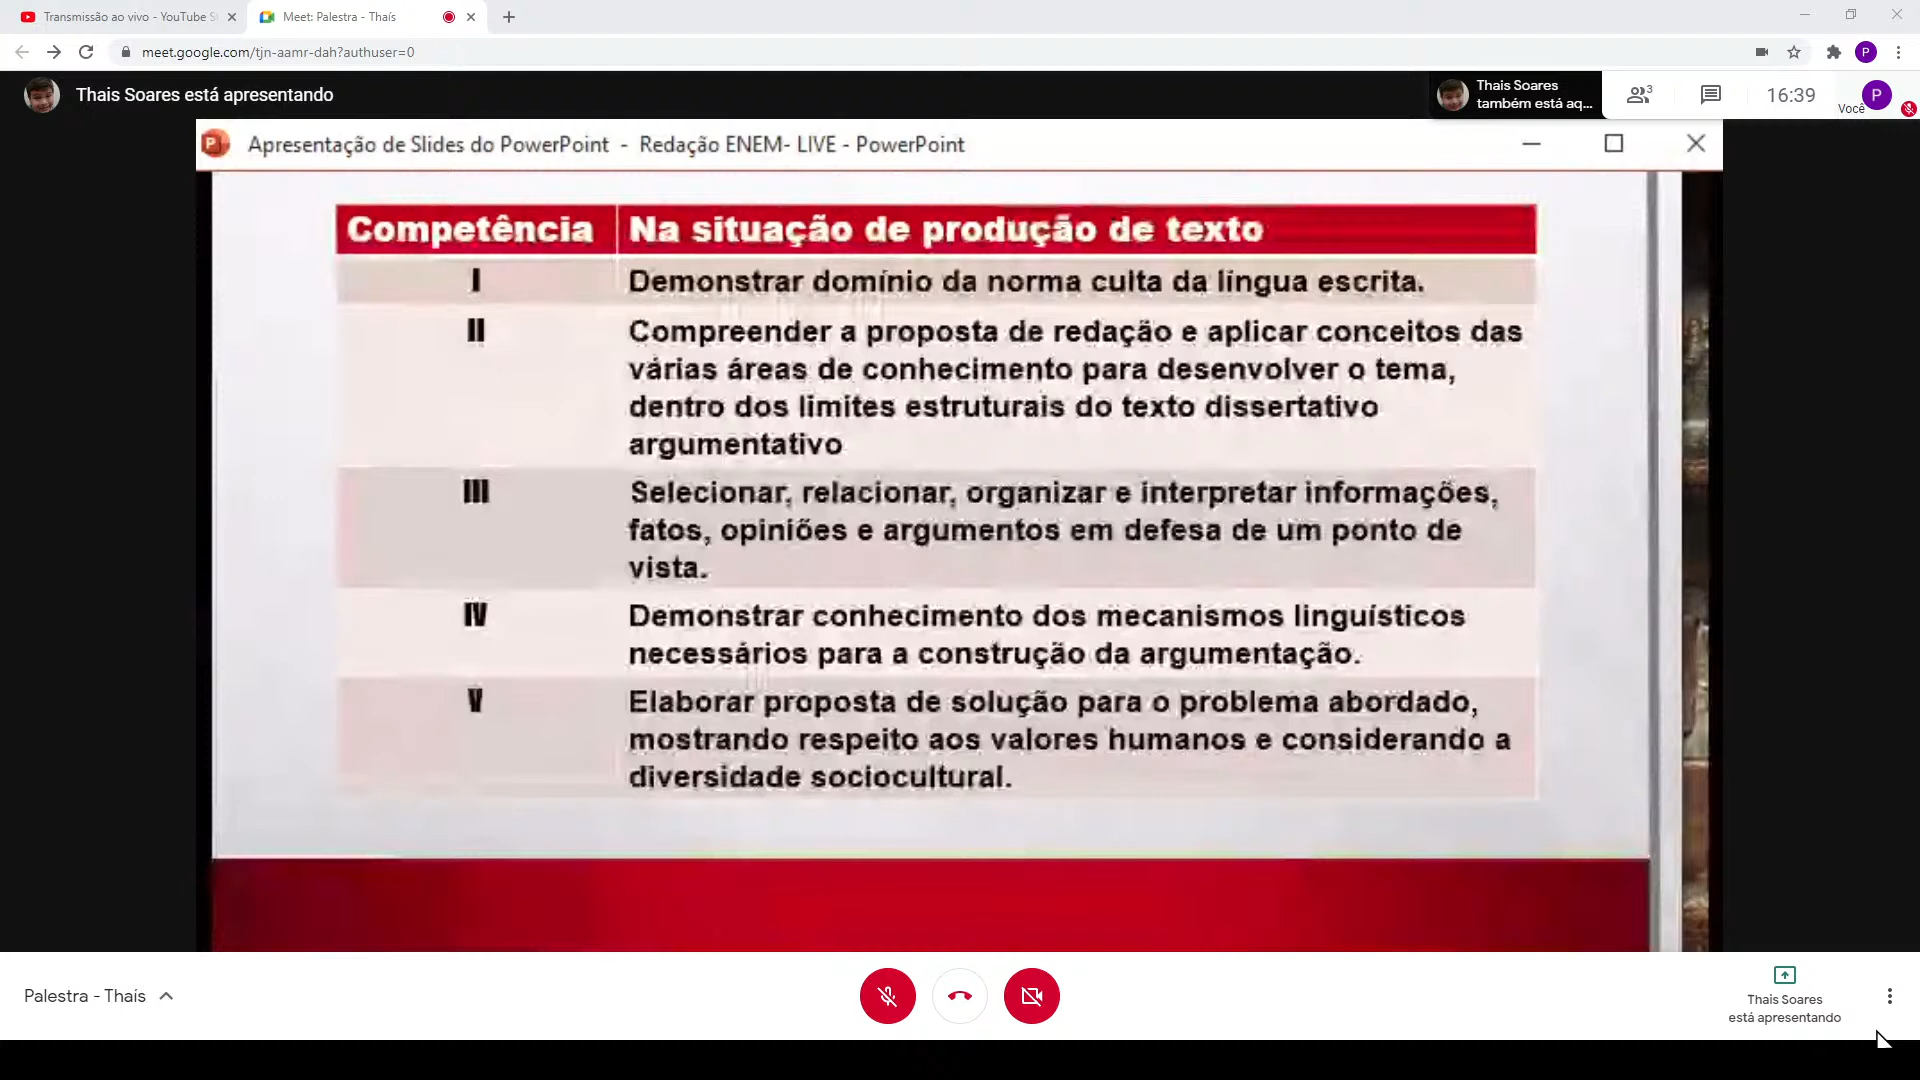 Transmissão ao vivo - YouTube S
Meet: Palestra - Thaís
meet.google.com/tjn-aamr-dah?authuser=0
P
Thais Soares está apresentando
Thais Soares
também está aq...
3
16:39
Você
P
Apresentação de Slides do PowerPoint - Redação ENEM- LIVE - PowerPoint
Competência Na situação de produção de texto
I Demonstrar domínio da norma culta da língua escrita.
II Compreender a proposta de redação e aplicar conceitos das
várias áreas de conhecimento para desenvolver o tema,
dentro dos limites estruturais do texto dissertativo
argumentativo
III Selecionar, relacionar, organizar e interpretar informações,
fatos, opiniões e argumentos em defesa de um ponto de
vista.
IV Demonstrar conhecimento dos mecanismos linguísticos
necessários para a construção da argumentação.
V Elaborar proposta de solução para o problema abordado,
mostrando respeito aos valores humanos e considerando a
diversidade sociocultural.
Palestra - Thaís
Thais Soares
está apresentando